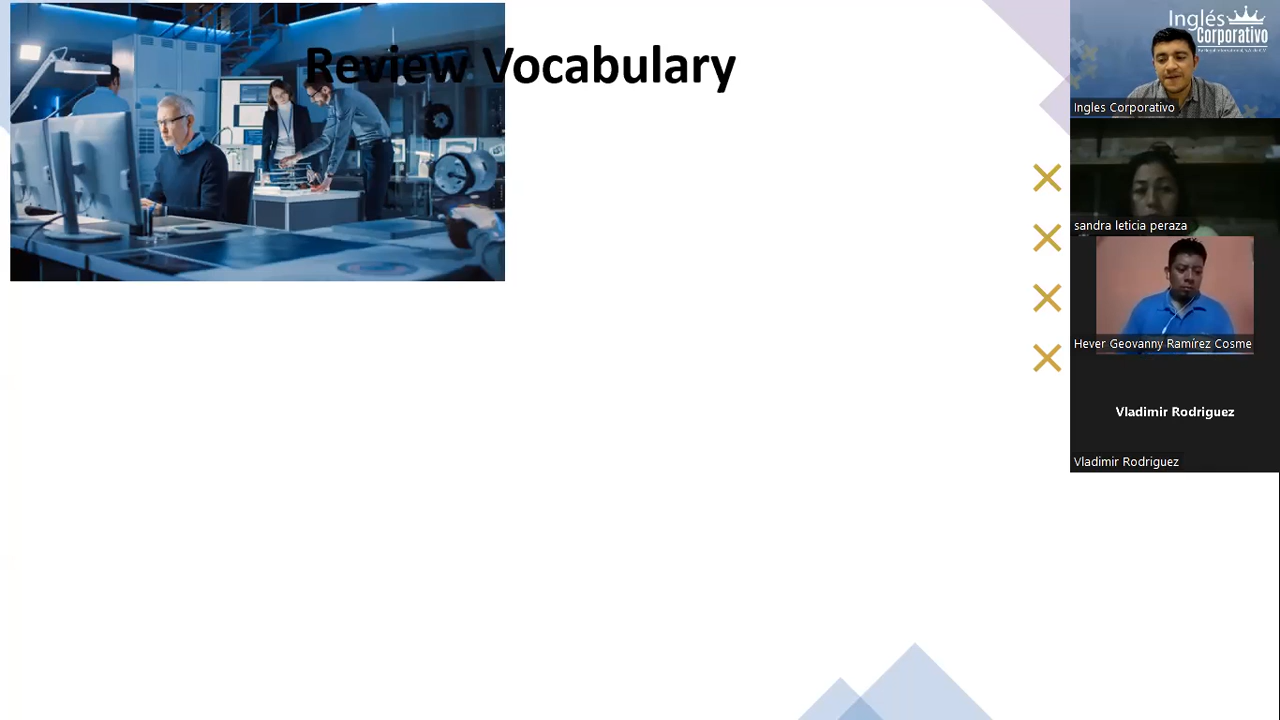 Review Vocabulary
Inglés
Corporativo
Ingles Corporativo
sandra leticia peraza
Hever Geovanny Ramírez Cosme
Vladimir Rodriguez
Vladimir Rodriguez